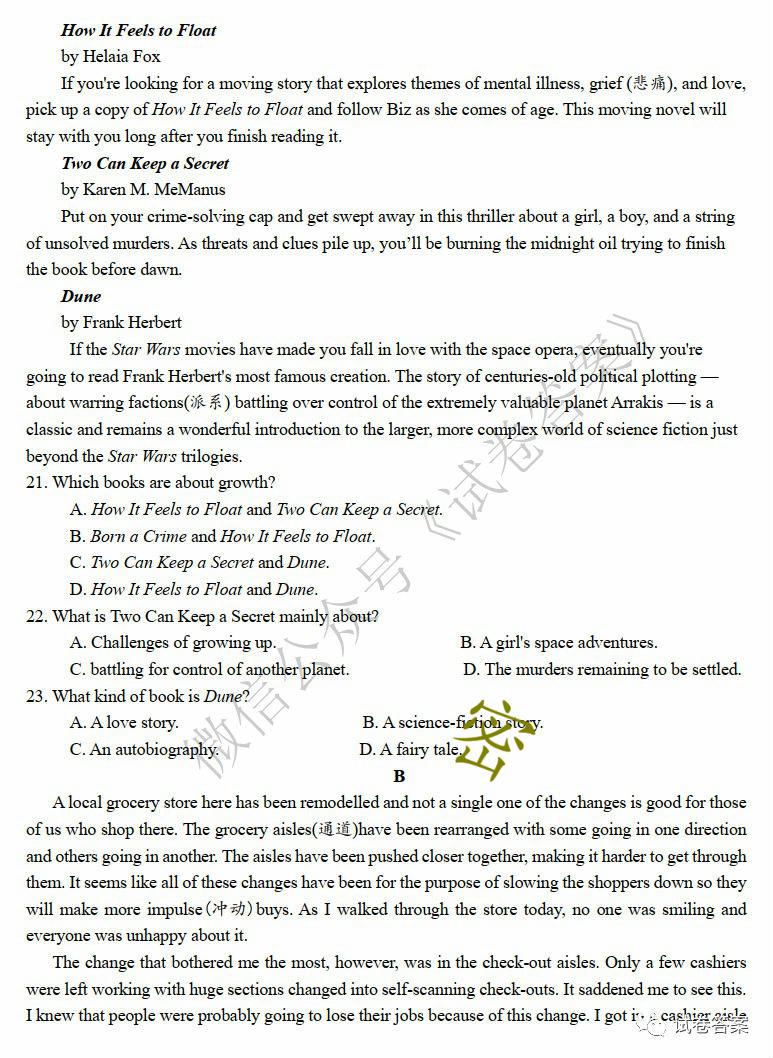 How It Feels to Float
by Helaia Fox
If you're looking for a moving story that explores themes of mental illness, grief (悲痛), and love,
pick up a copy of How It Feels to Float and follow Biz as she comes of age. This moving novel will
stay with you long after you finish reading it.
Two Can Keep a Secret
by Karen M. MeManus
Put on your crime-solving cap and get swept away in this thriller about a girl, a boy, and a string
of unsolved murders. As threats and clues pile up, you’ll be burning the midnight oil trying to finish
the book before dawn.
Dune
by Frank Herbert
If the Star Wars movies have made you fall in love with the space opera, eventually you're
going to read Frank Herbert's most famous creation. The story of centuries-old political plotting —
about warring factions(派系) battling over control of the extremely valuable planet Arrakis — is a
classic and remains a wonderful introduction to the larger, more complex world of science fiction just
beyond the Star Wars trilogies.
21. Which books are about growth?
A. How It Feels to Float and Two Can Keep a Secret.
B. Born a Crime and How It Feels to Float.
C. Two Can Keep a Secret and Dune.
D. How It Feels to Float and Dune.
22. What is Two Can Keep a Secret mainly about?
A. Challenges of growing up. B. A girl's space adventures.
C. battling for control of another planet. D. The murders remaining to be settled.
23. What kind of book is Dune?
A. A love story. B. A science-fiction story.
C. An autobiography. D. A fairy tale.
密
B
A local grocery store here has been remodelled and not a single one of the changes is good for those
of us who shop there. The grocery aisles(通道)have been rearranged with some going in one direction
and others going in another. The aisles have been pushed closer together, making it harder to get through
them. It seems like all of these changes have been for the purpose of slowing the shoppers down so they
will make more impulse(冲动)buys. As I walked through the store today, no one was smiling and
everyone was unhappy about it.
The change that bothered me the most, however, was in the check-out aisles. Only a few cashiers
were left working with huge sections changed into self-scanning check-outs. It saddened me to see this.
I knew that people were probably going to lose their jobs because of this change. I got cashier aisle
微信公众号《试卷答案》
试卷答案